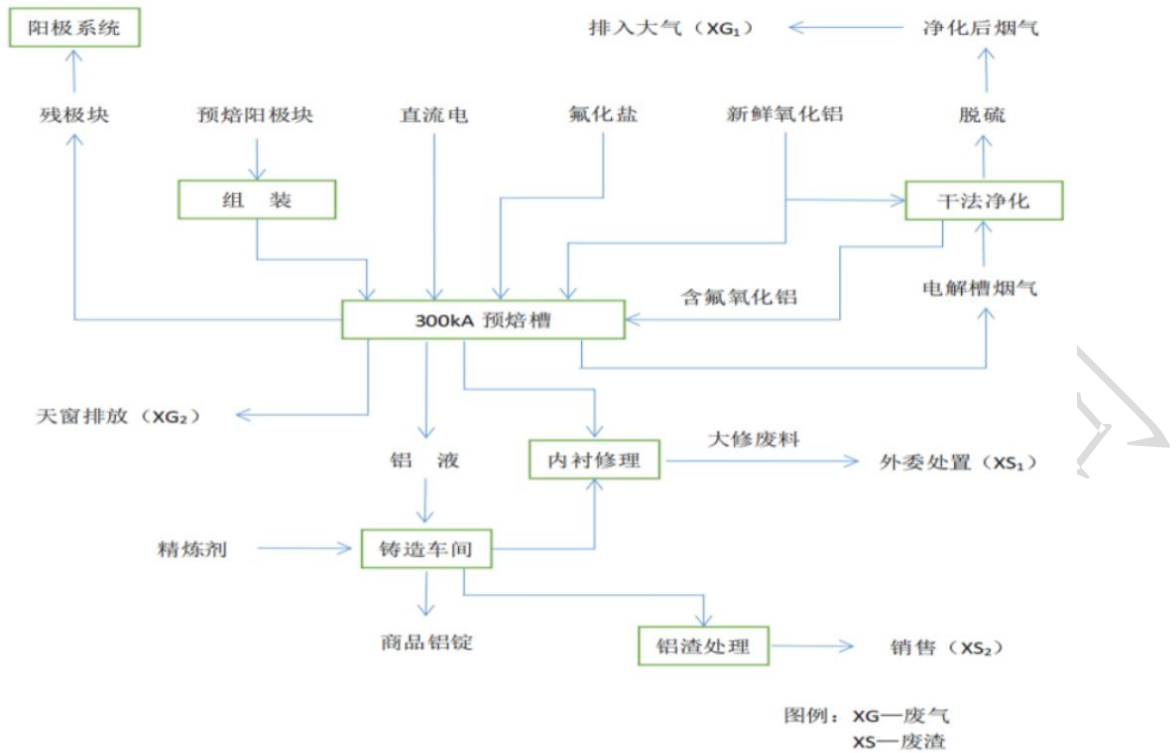 阳极系统
排入大气（XG₁）
净化后烟气
残极块
预焙阳极块
直流电
氟化盐
新鲜氧化铝
脱硫
组 装
干法净化
含氟氧化铝
电解槽烟气
300kA 预焙槽
天窗排放（XG₂）
大修废料
铝 液
内衬修理
外委处置（XS₁）
精炼剂
铸造车间
商品铝锭
铝渣处理
销售（XS₂）
图例：XG—废气
XS—废渣